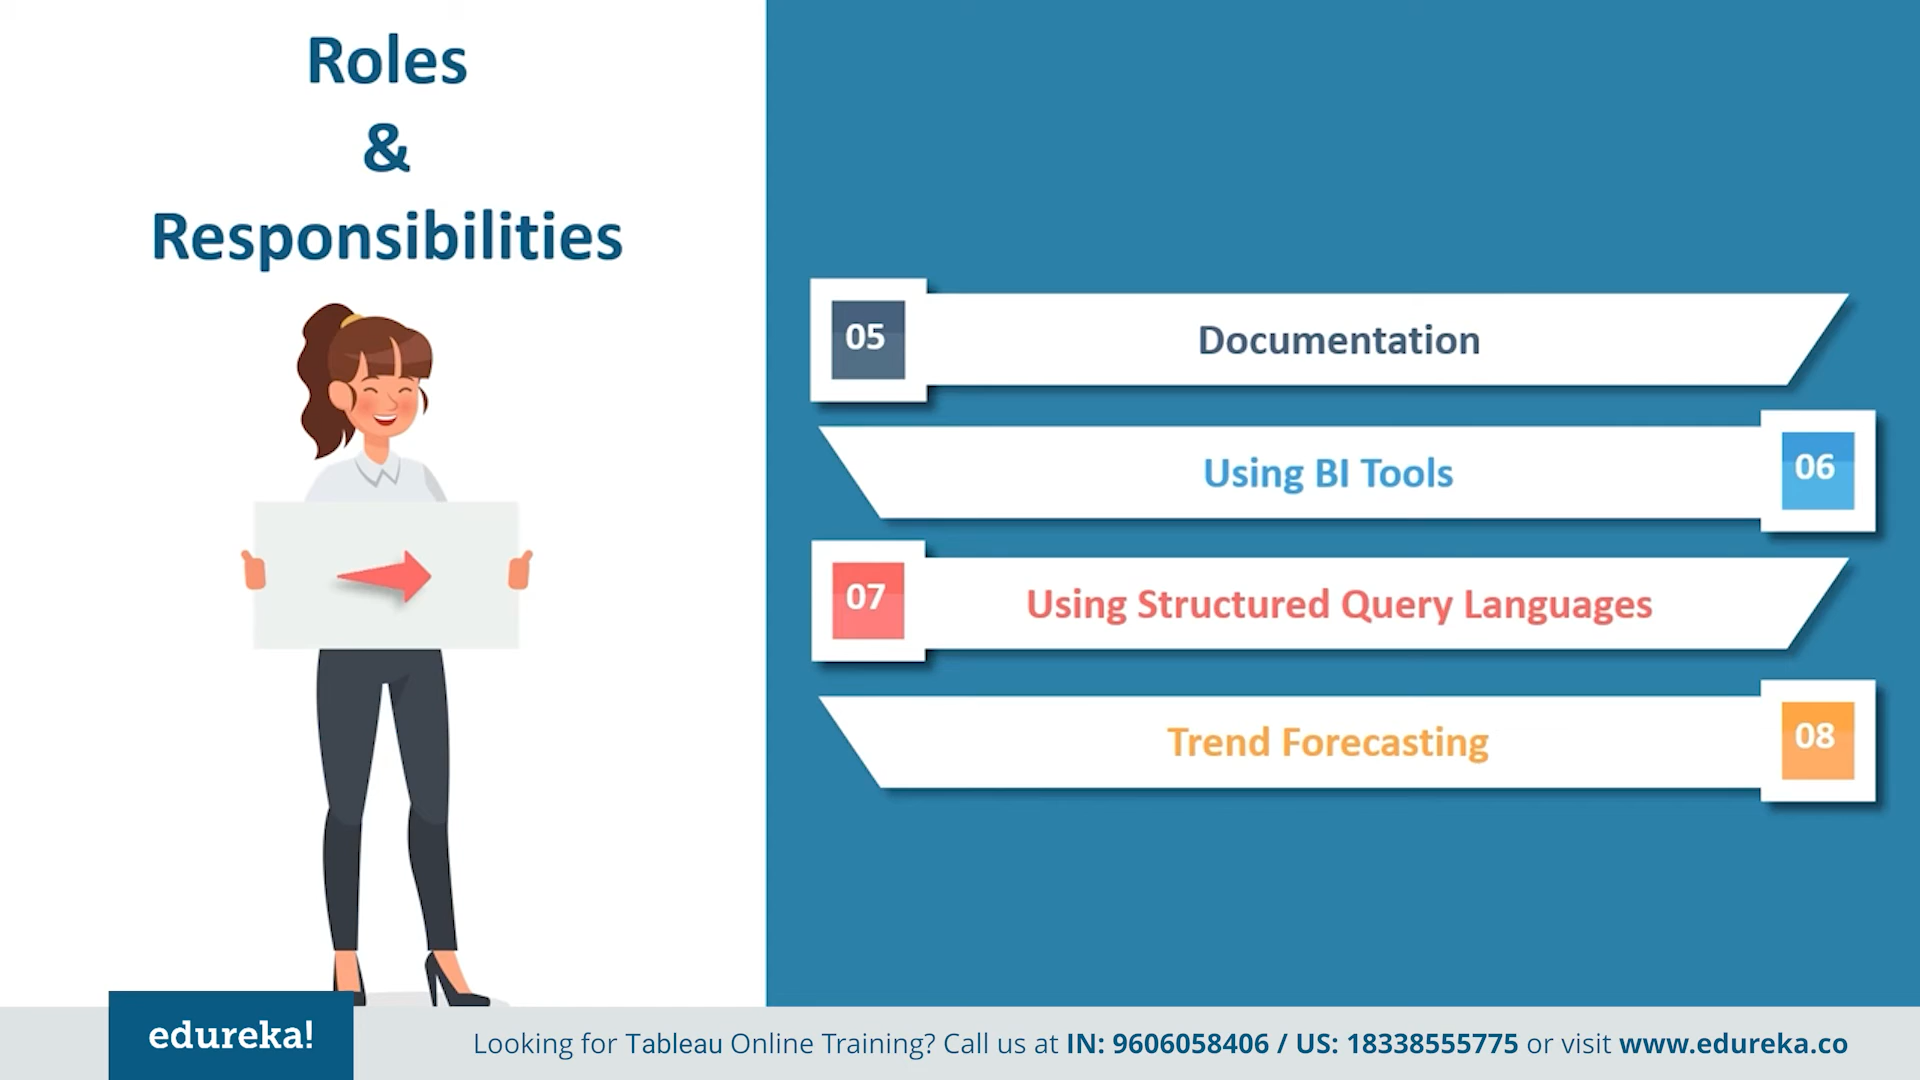 Roles
&
Responsibilities
05
Documentation
Using BI Tools
06
07
Using Structured Query Languages
Trend Forecasting
08
edureka!
Looking for Tableau Online Training? Call us at IN: 9606058406 / US: 18338555775 or visit www.edureka.co